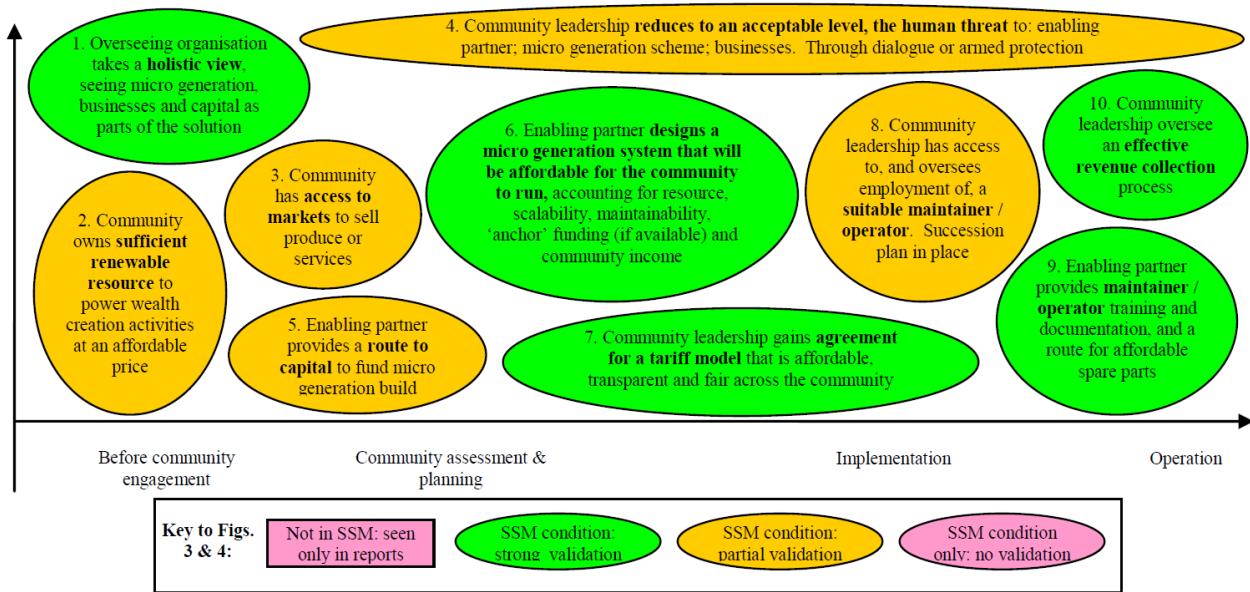 1. Overseeing organisation
takes a holistic view,
seeing micro generation,
businesses and capital as
parts of the solution
4. Community leadership reduces to an acceptable level, the human threat to: enabling
partner; micro generation scheme; businesses.  Through dialogue or armed protection
2. Community
owns sufficient
renewable
resource to
power wealth
creation activities
at an affordable
price
3. Community
has access to
markets to sell
produce or
services
5. Enabling partner
provides a route to
capital to fund micro
generation build
6. Enabling partner designs a
micro generation system that will
be affordable for the community
to run, accounting for resource,
scalability, maintainability,
‘anchor’ funding (if available) and
community income
7. Community leadership gains agreement
for a tariff model that is affordable,
transparent and fair across the community
8. Community
leadership has access
to, and oversees
employment of, a
suitable maintainer /
operator.  Succession
plan in place
10. Community
leadership oversee
an effective
revenue collection
process
9. Enabling partner
provides maintainer /
operator training and
documentation, and a
route for affordable
spare parts
Before community
engagement
Community assessment &
planning
Implementation
Operation
Key to Figs.
3 & 4:
Not in SSM: seen
only in reports
SSM condition:
strong validation
SSM condition:
partial validation
SSM condition
only: no validation